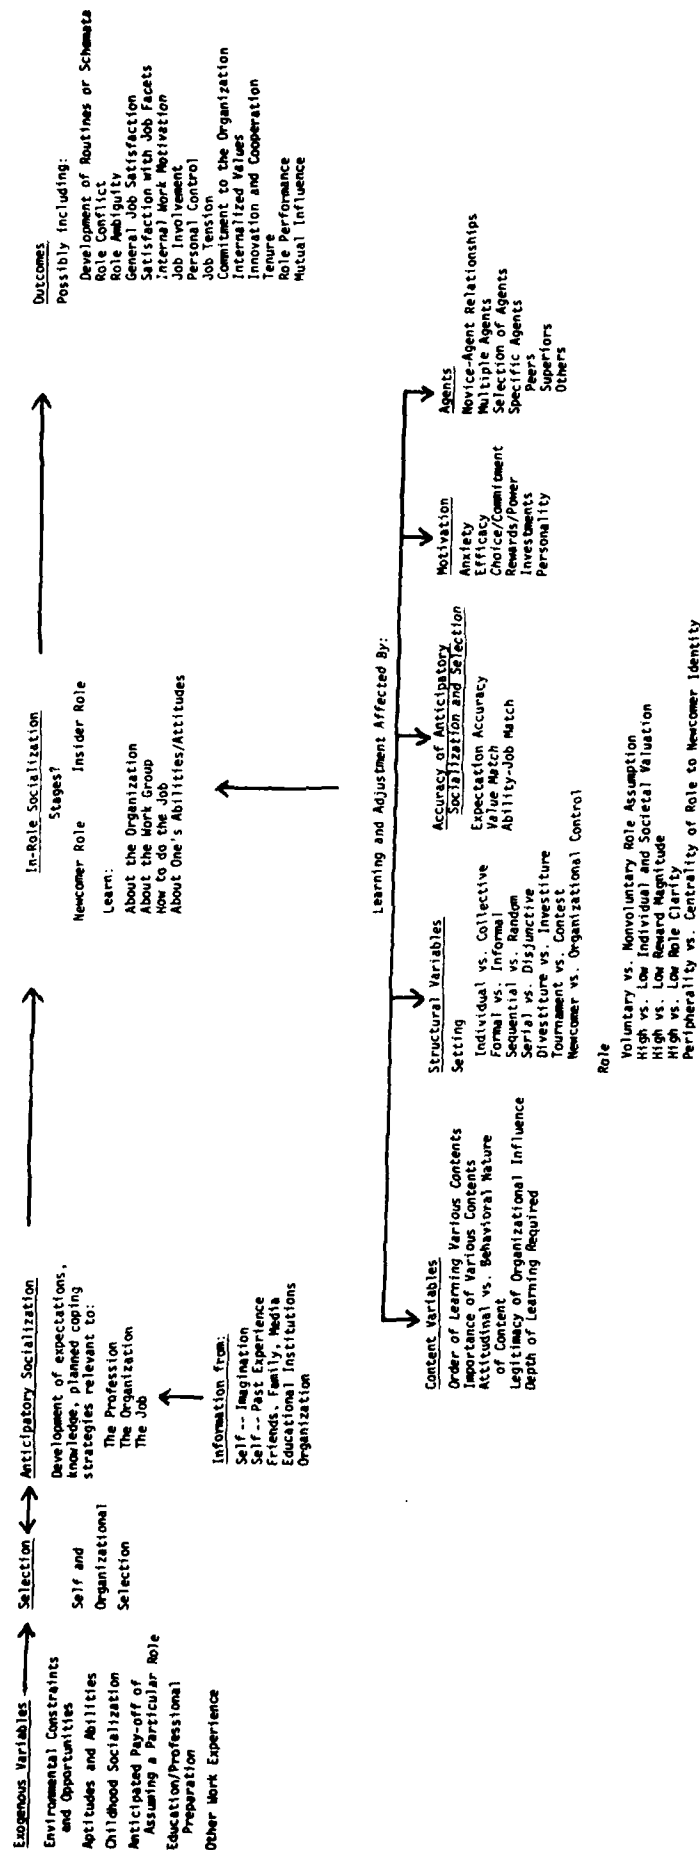 Exogenous Variables
Environmental Constraints
and Opportunities
Aptitudes and Abilities
Childhood Socialization
Anticipated Pay-off of
Assuming a Particular Role
Education/Professional
Preparation
Other Work Experience
Selection
Self and
Organizational
Selection
Anticipatory Socialization
Development of expectations,
knowledge, planned coping
strategies relevant to:
The Profession
The Organization
The Job
Information from:
Self -- Imagination
Self -- Past Experience
Friends, Family, Media
Educational Institutions
Organization
In-Role Socialization
Stages?
Newcomer Role Insider Role
Learn:
About the Organization
About the Work Group
How to do the Job
About One's Abilities/Attitudes
Outcomes
Possibly including:
Development of Routines or Schemata
Role Conflict
Role Ambiguity
General Job Satisfaction
Satisfaction with Job Facets
Internal Work Motivation
Job Involvement
Personal Control
Job Tension
Commitment to the Organization
Internalized Values
Innovation and Cooperation
Tenure
Role Performance
Mutual Influence
Learning and Adjustment Affected By:
Content Variables
Order of Learning Various Contents
Importance of Various Contents
Attitudinal vs. Behavioral Nature
of Content
Legitimacy of Organizational Influence
Depth of Learning Required
Structural Variables
Setting
Individual vs. Collective
Formal vs. Informal
Sequential vs. Random
Serial vs. Disjunctive
Divestiture vs. Investiture
Tournament vs. Contest
Newcomer vs. Organizational Control
Role
Voluntary vs. Nonvoluntary Role Assumption
High vs. Low Individual and Societal Valuation
High vs. Low Reward Magnitude
High vs. Low Role Clarity
Peripherality vs. Centrality of Role to Newcomer Identity
Accuracy of Anticipatory
Socialization and Selection
Expectation Accuracy
Value Match
Ability-Job Match
Motivation
Anxiety
Efficacy
Choice/Commitment
Rewards/Power
Investments
Personality
Agents
Novice-Agent Relationships
Multiple Agents
Selection of Agents
Specific Agents
Peers
Superiors
Others